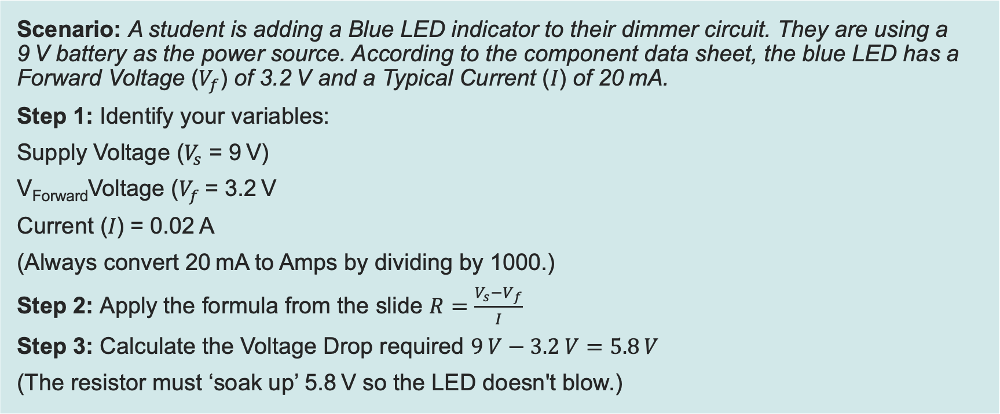 Scenario: A student is adding a Blue LED indicator to their dimmer circuit. They are using a
9 V battery as the power source. According to the component data sheet, the blue LED has a
Forward Voltage (V_f) of 3.2 V and a Typical Current (I) of 20 mA.
Step 1: Identify your variables:
Supply Voltage (V_s = 9 V)
V_Forward Voltage (V_f = 3.2 V
Current (I) = 0.02 A
(Always convert 20 mA to Amps by dividing by 1000.)
Step 2: Apply the formula from the slide R = (V_s−V_f)/I
Step 3: Calculate the Voltage Drop required 9 V − 3.2 V = 5.8 V
(The resistor must ‘soak up’ 5.8 V so the LED doesn't blow.)